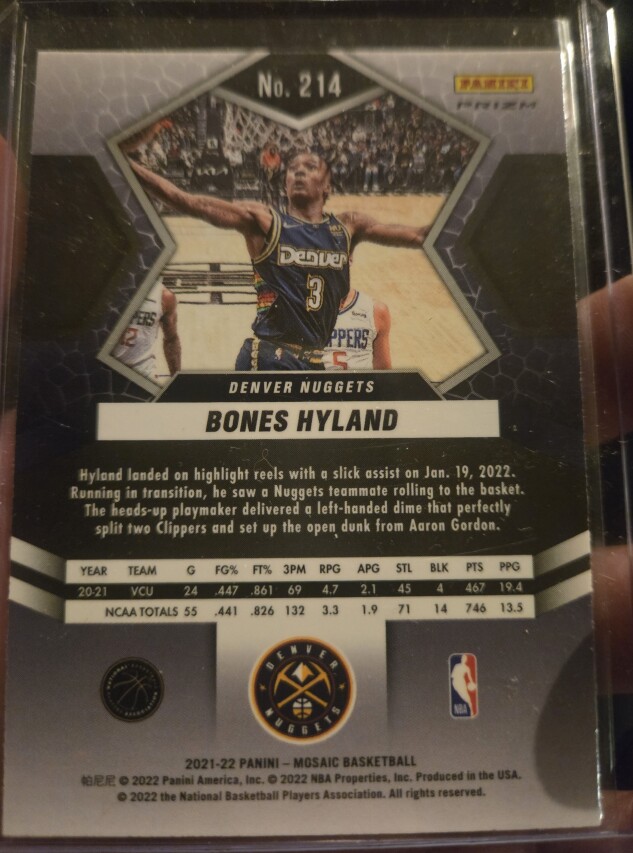 No. 214
PANINI
PRIZM
Denver
3
PERS
PPERS
5
DENVER NUGGETS
BONES HYLAND
Hyland landed on highlight reels with a slick assist on Jan. 19, 2022.
Running in transition, he saw a Nuggets teammate rolling to the basket.
The heads-up playmaker delivered a left-handed dime that perfectly
split two Clippers and set up the open dunk from Aaron Gordon.
YEAR TEAM G FG% FT% 3PM RPG APG STL BLK PTS PPG
20-21 VCU 24 .447 .861 69 4.7 2.1 45 4 467 19.4
NCAA TOTALS 55 .441 .826 132 3.3 1.9 71 14 746 13.5
DENVER
NUGGETS
NBA
2021-22 PANINI – MOSAIC BASKETBALL
帕尼尼 © 2022 Panini America, Inc. © 2022 NBA Properties, Inc. Produced in the USA.
© 2022 the National Basketball Players Association. All rights reserved.